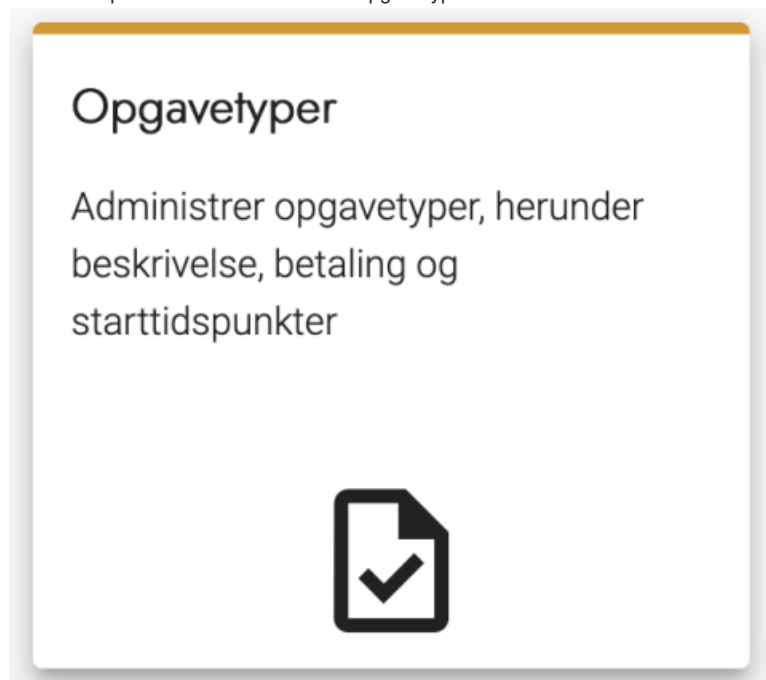 Opgavetyper
Administrer opgavetyper, herunder
beskrivelse, betaling og
starttidspunkter